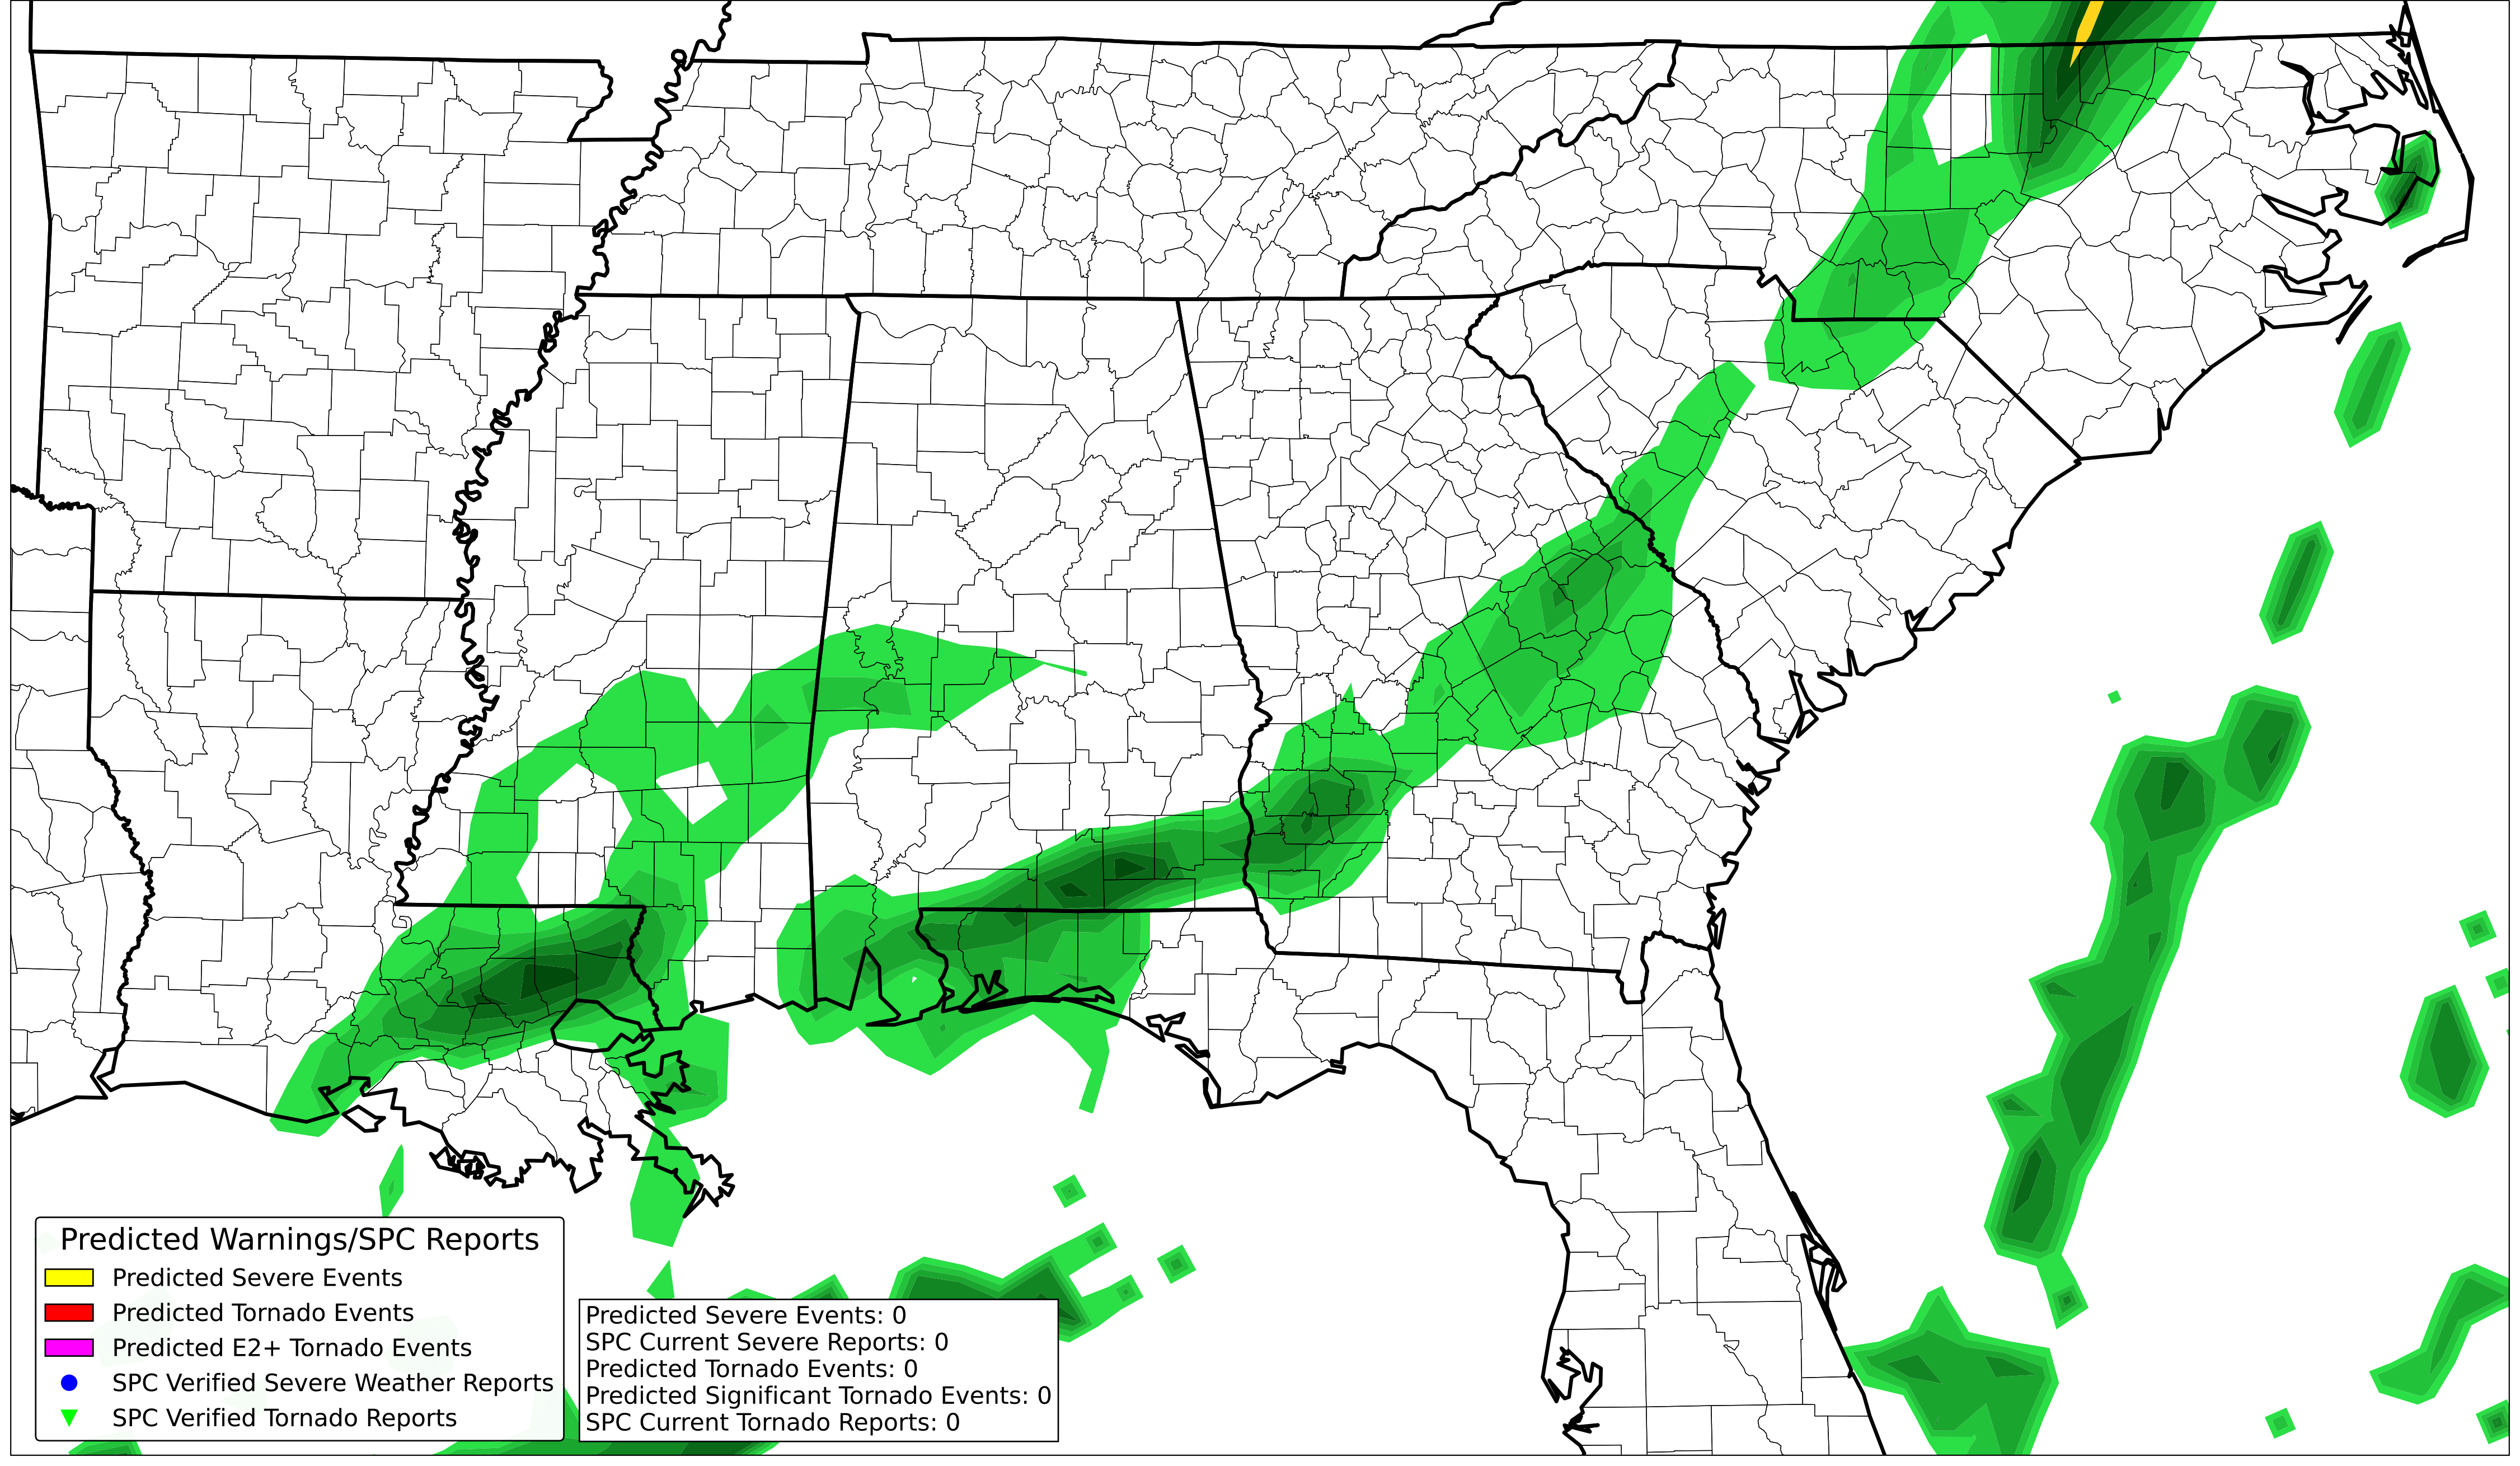 Predicted Warnings/SPC Reports
Predicted Severe Events
Predicted Tornado Events
Predicted E2+ Tornado Events
SPC Verified Severe Weather Reports
SPC Verified Tornado Reports
Predicted Severe Events: 0
SPC Current Severe Reports: 0
Predicted Tornado Events: 0
Predicted Significant Tornado Events: 0
SPC Current Tornado Reports: 0